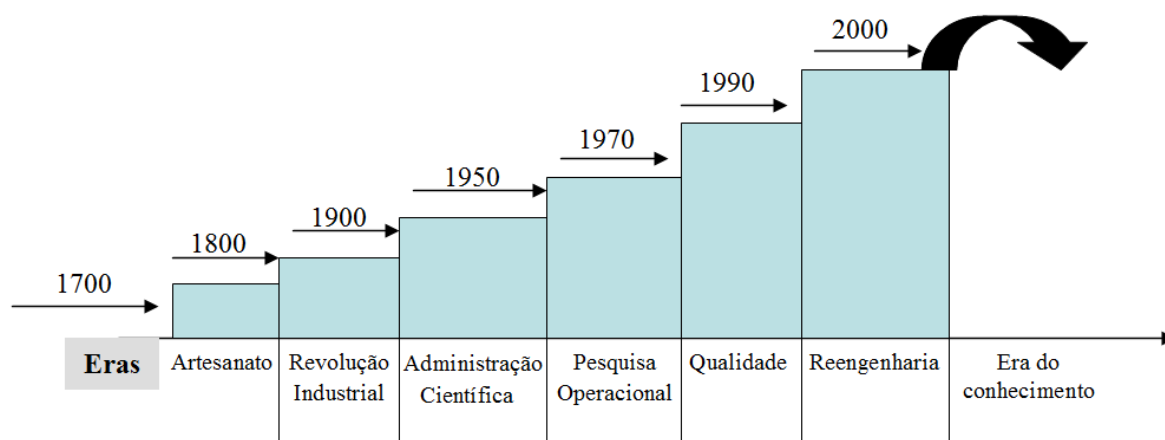 2000
1990
1970
1950
1900
1800
1700
Eras
Artesanato
Revolução
Industrial
Administração
Científica
Pesquisa
Operacional
Qualidade
Reengenharia
Era do
conhecimento